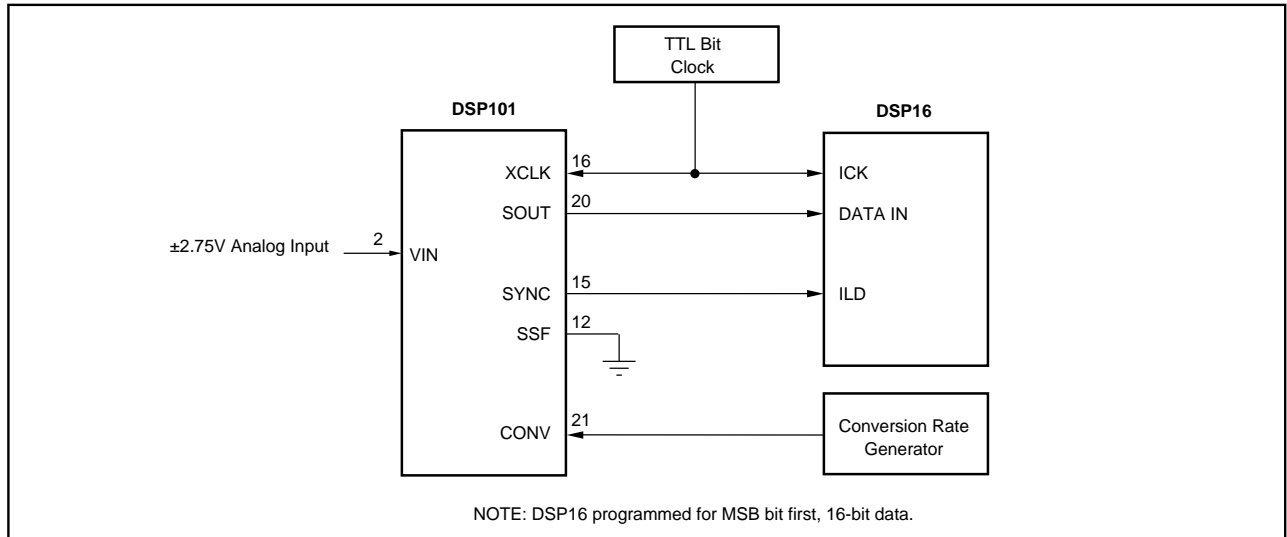 TTL Bit
Clock
DSP101
DSP16
XCLK
16
ICK
SOUT
20
DATA IN
±2.75V Analog Input
2
VIN
SYNC
15
ILD
SSF
12
CONV
21
Conversion Rate
Generator
NOTE: DSP16 programmed for MSB bit first, 16-bit data.